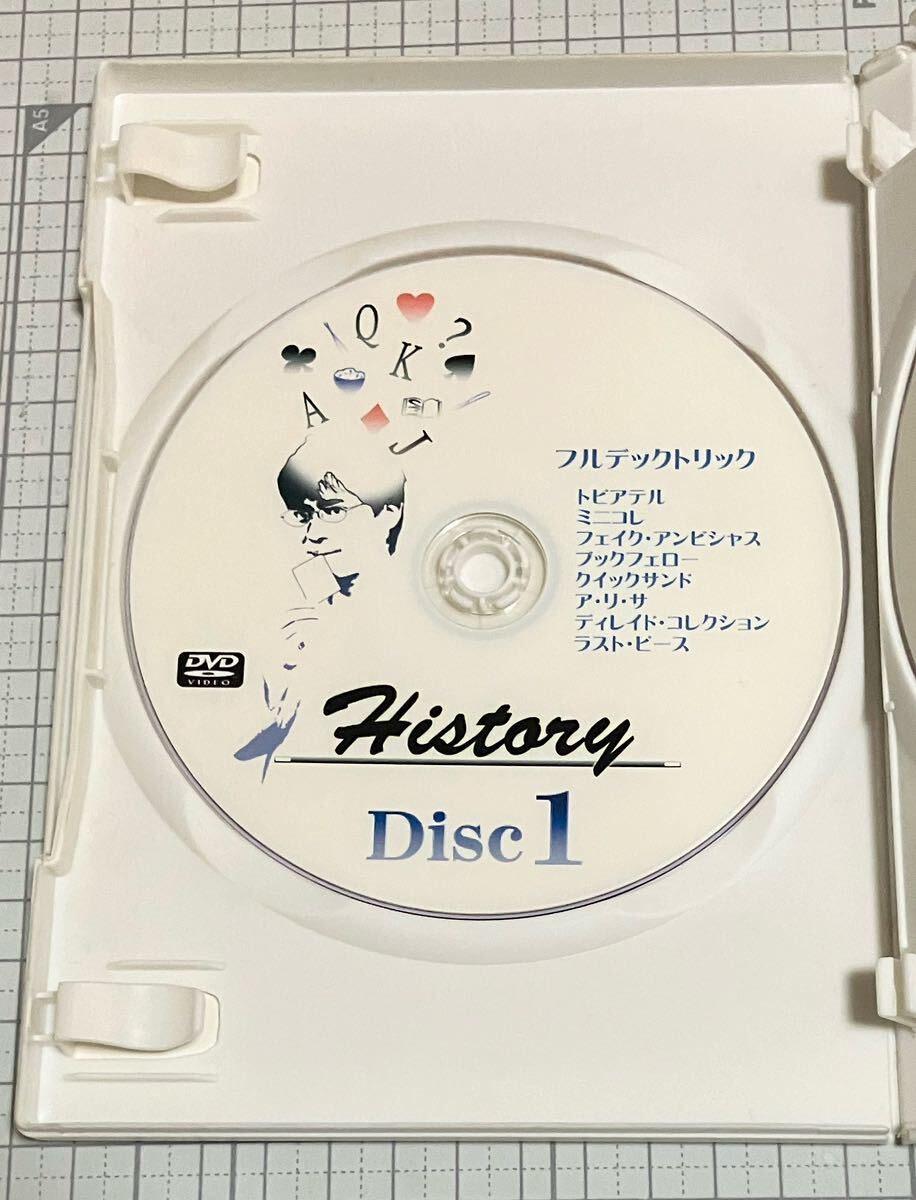 A5
Q
?
K
A
J
フルデックトリック
トビアテル
ミニコレ
フェイク・アンビシャス
ブックフェロー
クイックサンド
ア・リ・サ
ディレイド・コレクション
ラスト・ピース
DVD
VIDEO
History
Disc 1